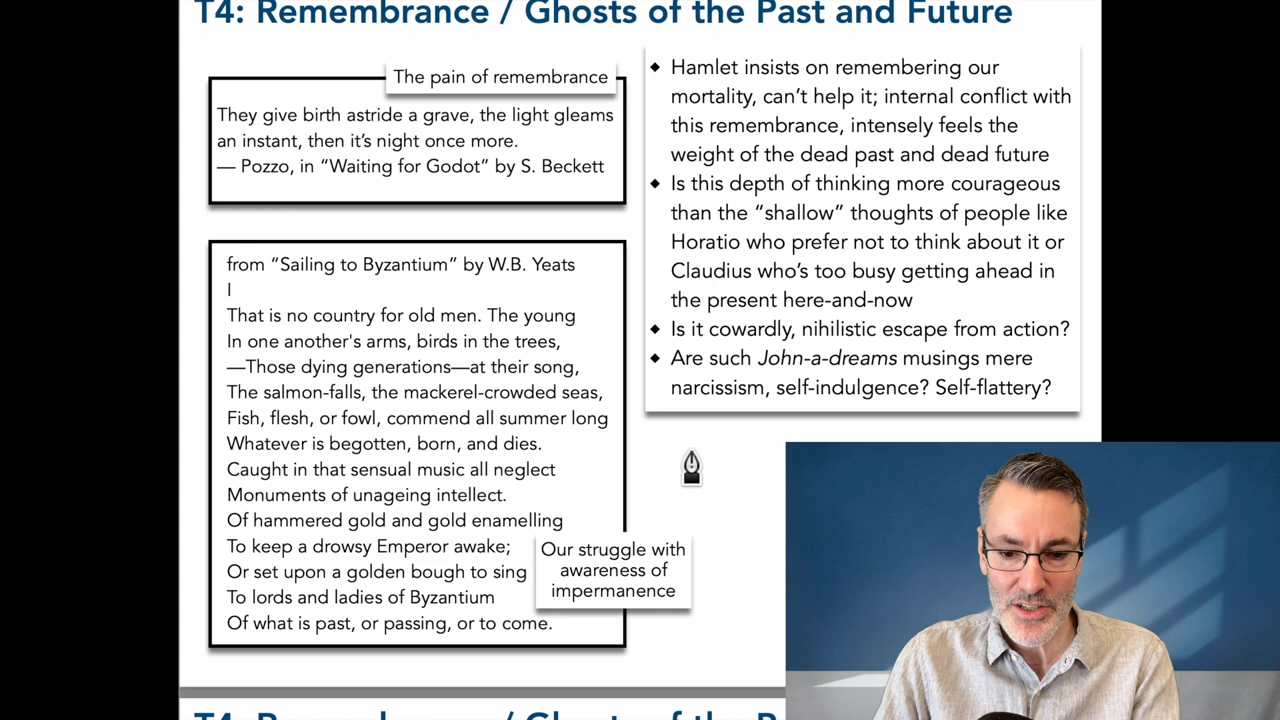 T4: Remembrance / Ghosts of the Past and Future
The pain of remembrance
They give birth astride a grave, the light gleams
an instant, then it’s night once more.
— Pozzo, in “Waiting for Godot” by S. Beckett
from “Sailing to Byzantium” by W.B. Yeats
I
That is no country for old men. The young
In one another's arms, birds in the trees,
—Those dying generations—at their song,
The salmon-falls, the mackerel-crowded seas,
Fish, flesh, or fowl, commend all summer long
Whatever is begotten, born, and dies.
Caught in that sensual music all neglect
Monuments of unageing intellect.
Of hammered gold and gold enamelling
To keep a drowsy Emperor awake;
Or set upon a golden bough to sing
To lords and ladies of Byzantium
Of what is past, or passing, or to come.
Our struggle with
awareness of
impermanence
Hamlet insists on remembering our
mortality, can’t help it; internal conflict with
this remembrance, intensely feels the
weight of the dead past and dead future
Is this depth of thinking more courageous
than the “shallow” thoughts of people like
Horatio who prefer not to think about it or
Claudius who’s too busy getting ahead in
the present here-and-now
Is it cowardly, nihilistic escape from action?
Are such John-a-dreams musings mere
narcissism, self-indulgence? Self-flattery?